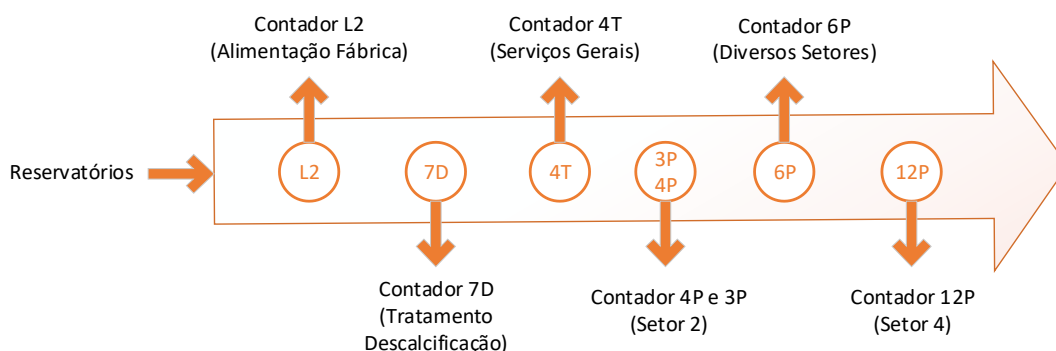 Contador L2
(Alimentação Fábrica)
Contador 4T
(Serviços Gerais)
Contador 6P
(Diversos Setores)
Reservatórios
L2
7D
4T
3P
4P
6P
12P
Contador 7D
(Tratamento
Descalcificação)
Contador 4P e 3P
(Setor 2)
Contador 12P
(Setor 4)